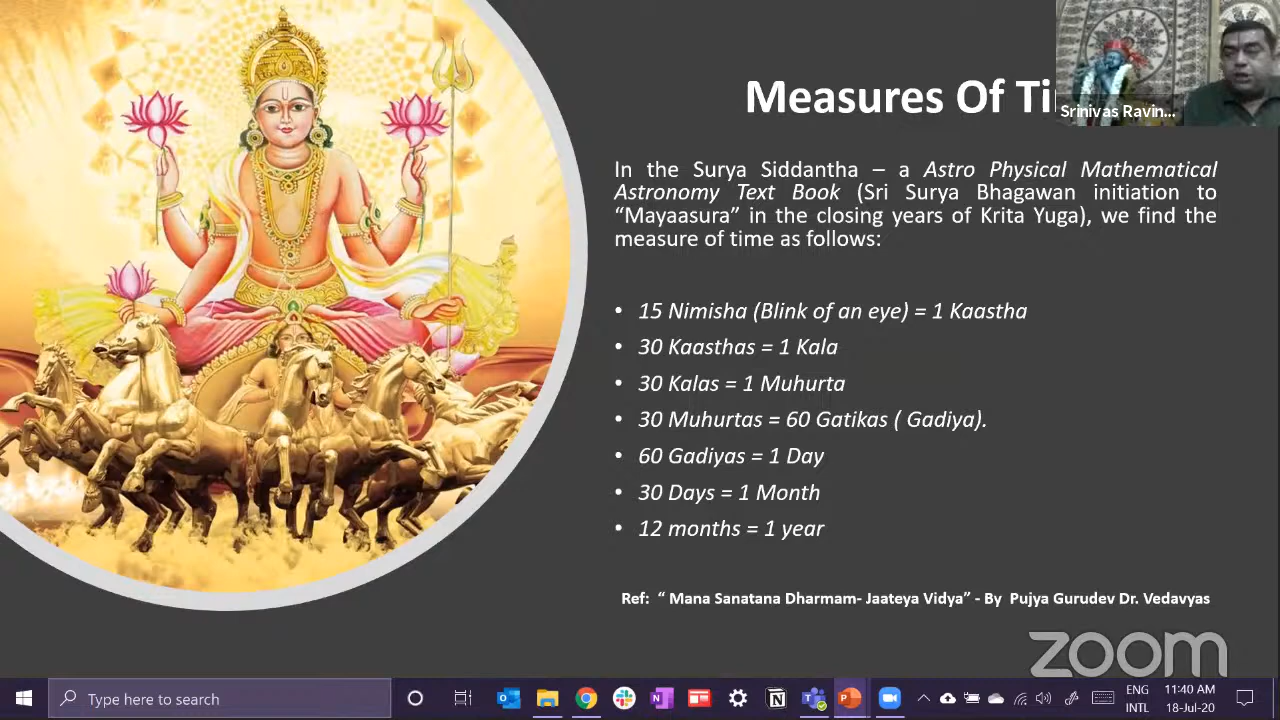 Measures Of Ti
Srinivas Ravin...
In the Surya Siddantha – a Astro Physical Mathematical
Astronomy Text Book (Sri Surya Bhagawan initiation to
“Mayaasura” in the closing years of Krita Yuga), we find the
measure of time as follows:
• 15 Nimisha (Blink of an eye) = 1 Kaastha
• 30 Kaasthas = 1 Kala
• 30 Kalas = 1 Muhurta
• 30 Muhurtas = 60 Gatikas ( Gadiya).
• 60 Gadiyas = 1 Day
• 30 Days = 1 Month
• 12 months = 1 year
Ref: “ Mana Sanatana Dharmam- Jaateya Vidya” - By Pujya Gurudev Dr. Vedavyas
zoom
Type here to search
ENG
INTL
11:40 AM
18-Jul-20